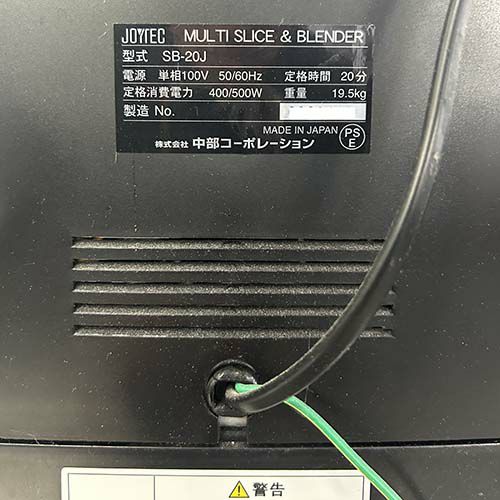 JOYTEC MULTI SLICE & BLENDER
型式 SB-20J
電源 単相100V 50/60Hz 定格時間 20分
定格消費電力 400/500W 重量 19.5kg
製造 No.
MADE IN JAPAN PSE
株式会社 中部コーポレーション
警告